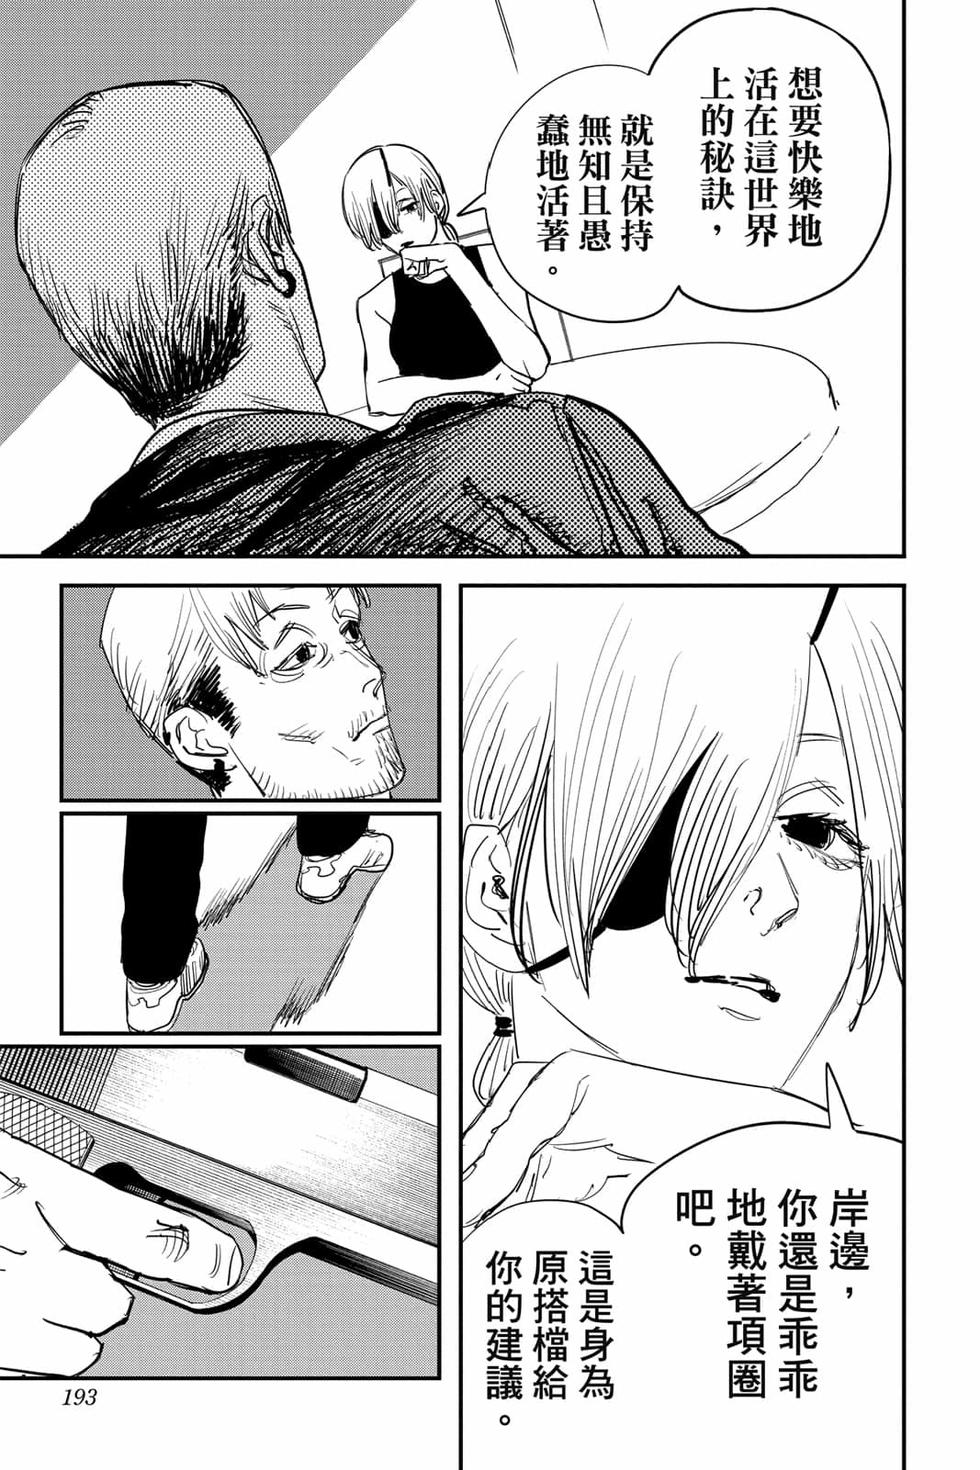 想要快樂地
活在這世界
上的秘訣，
就是保持
無知且愚
蠢地活著。
岸邊，
你還是乖乖
地戴著項圈
吧。
這是身為
原搭檔給
你的建議。
193